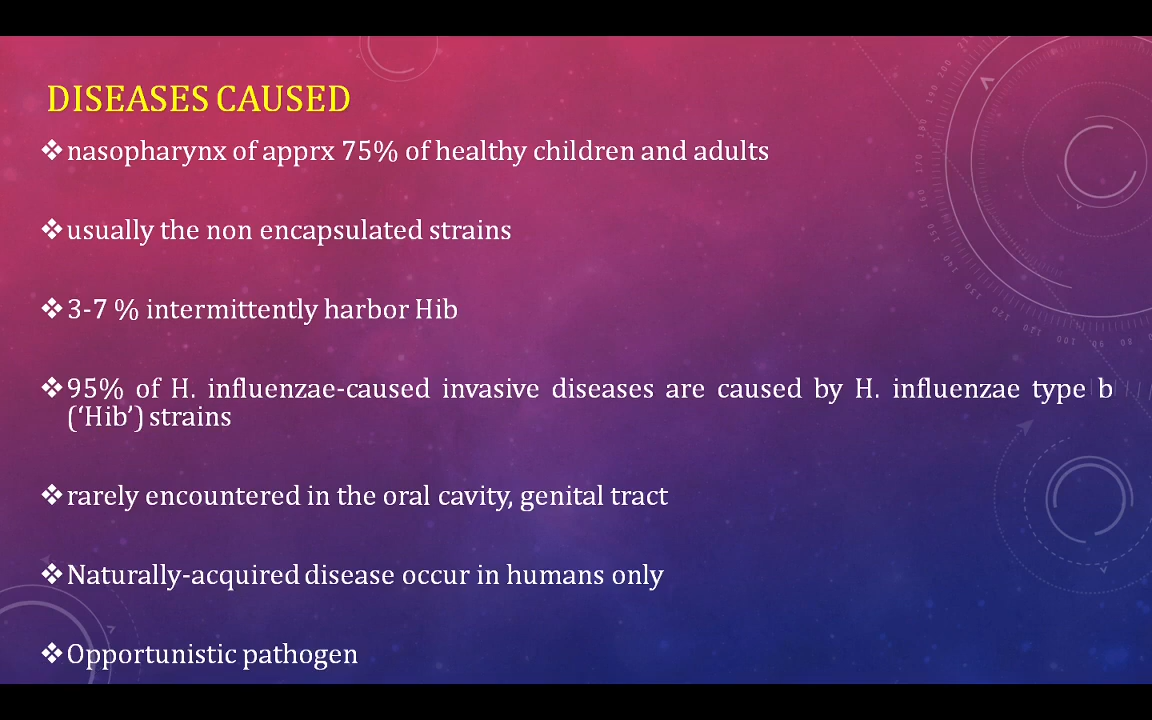 DISEASES CAUSED
❖nasopharynx of apprx 75% of healthy children and adults
❖usually the non encapsulated strains
❖3-7 % intermittently harbor Hib
❖95% of H. influenzae-caused invasive diseases are caused by H. influenzae type b
(‘Hib’) strains
❖rarely encountered in the oral cavity, genital tract
❖Naturally-acquired disease occur in humans only
❖Opportunistic pathogen